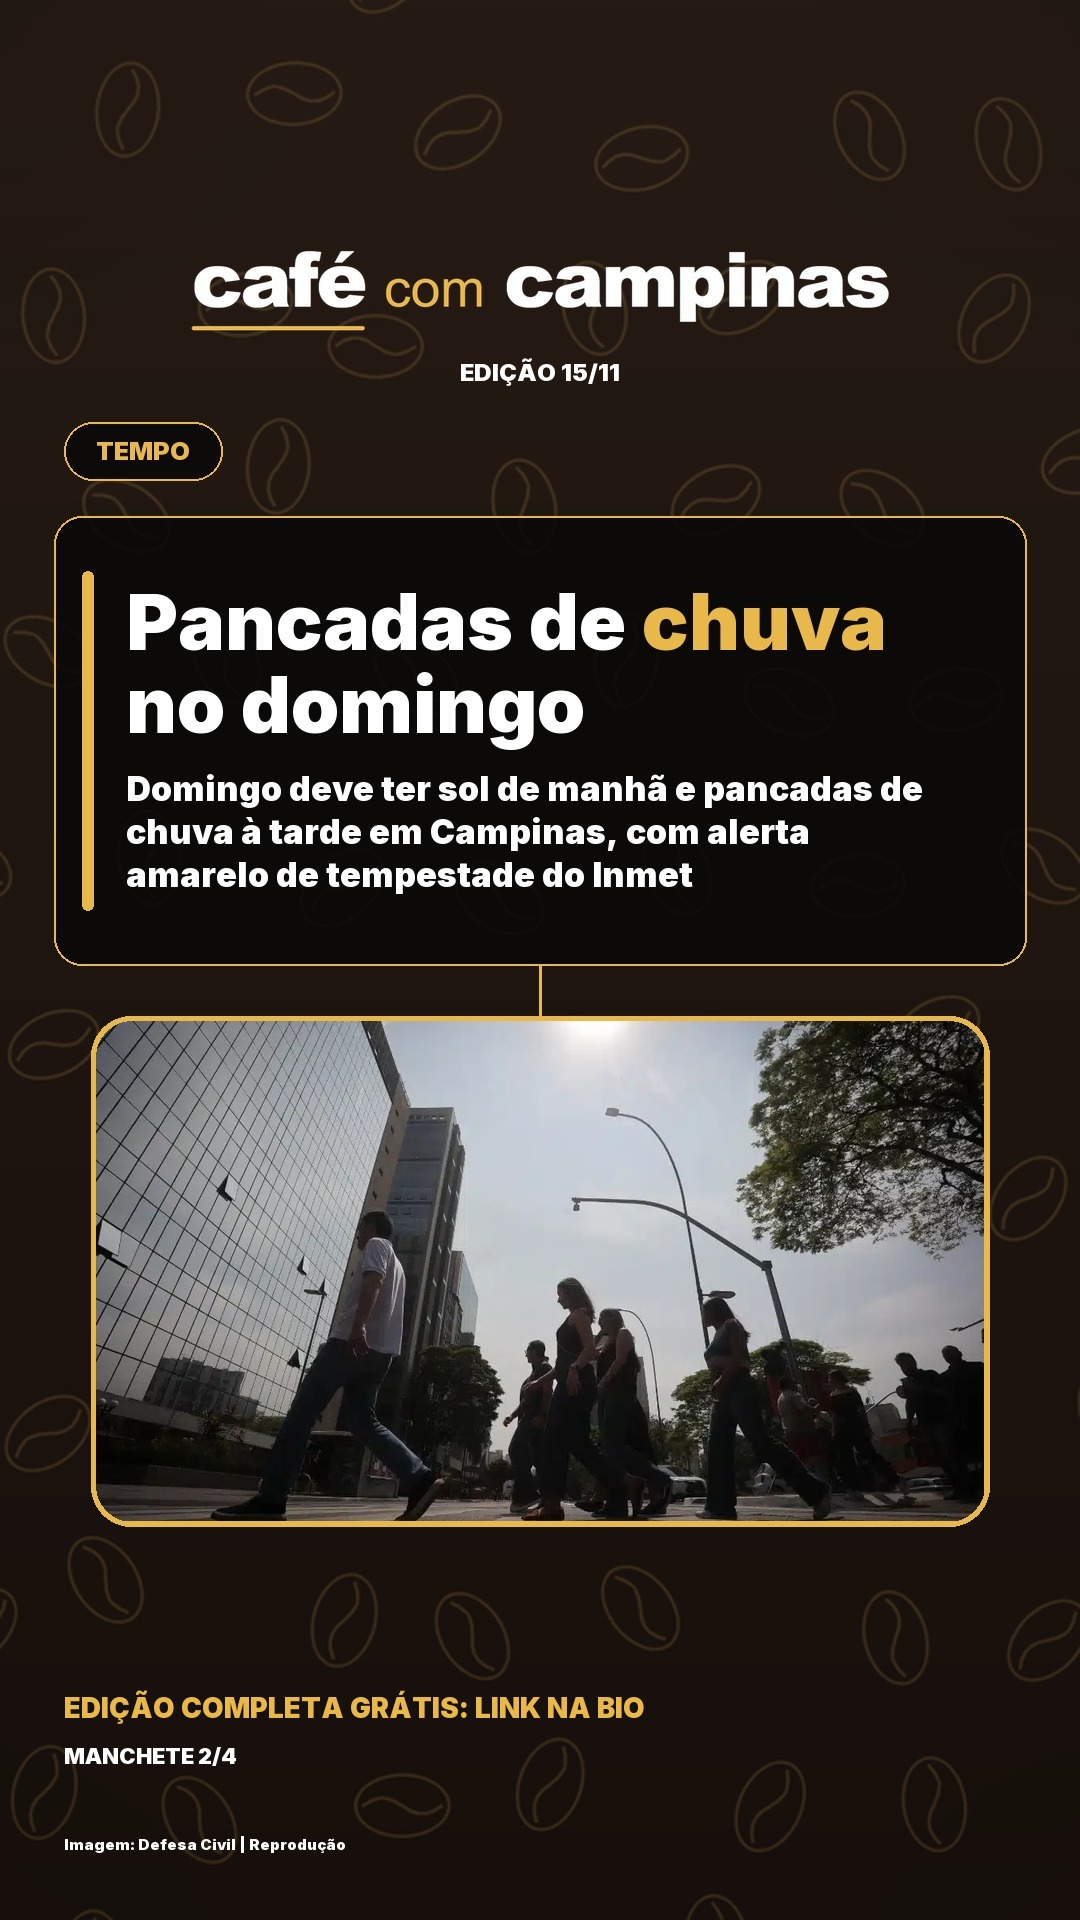 café com campinas
EDIÇÃO 15/11
TEMPO
Pancadas de chuva
no domingo
Domingo deve ter sol de manhã e pancadas de
chuva à tarde em Campinas, com alerta
amarelo de tempestade do Inmet
EDIÇÃO COMPLETA GRÁTIS: LINK NA BIO
MANCHETE 2/4
Imagem: Defesa Civil | Reprodução